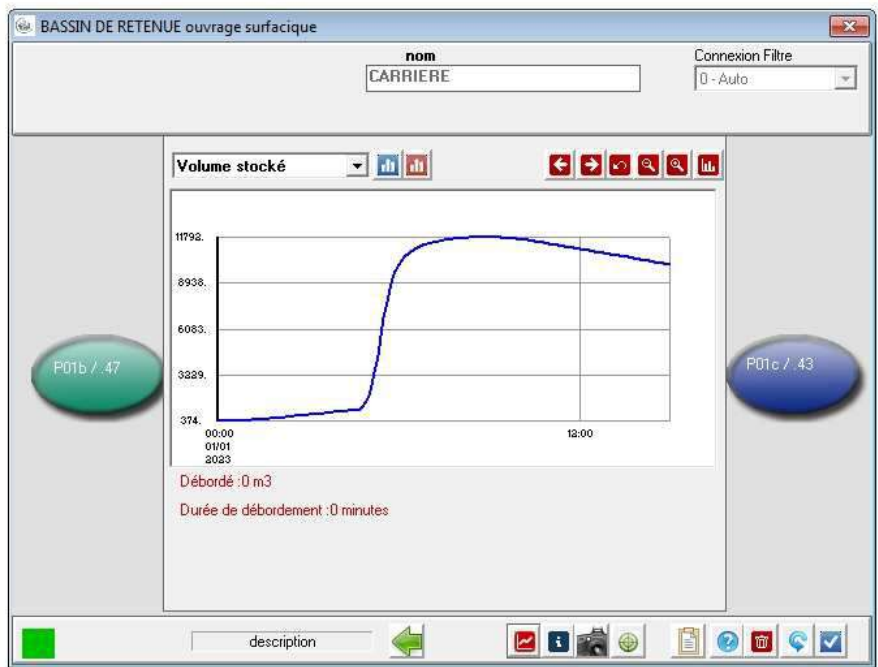 BASSIN DE RETENUE ouvrage surfacique
nom
CARRIERE
Connexion Filtre
0 - Auto
Volume stocké
11792.
8938.
6083.
3229.
374.
00:00
01/01
2023
12:00
P01b / .47
P01c / .43
Débordé :0 m3
Durée de débordement :0 minutes
description